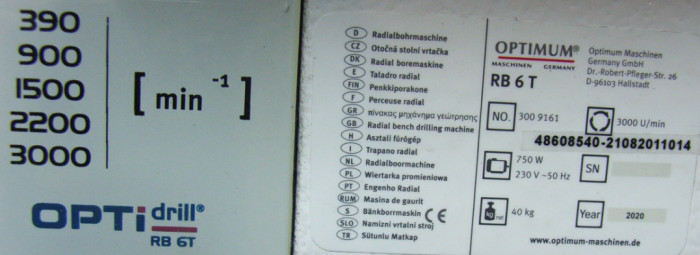 390
900
1500
2200
3000
[ min -1 ]
OPTi drill®
RB 6T
D Radialbohrmaschine
CZ Otočná stolní vrtačka
DK Radial boremaskine
E Taladro radial
FIN Penkkiporakone
F Perceuse radial
GR πίνακας μηχάνημα γεώτρησης
GB Radial bench drilling machine
H Asztali fúrógép
I Trapano radial
NL Radialboormachine
PL Wiertarka promieniowa
PT Engenho Radial
RUM Masina de gaurit
S Bänkborrmaskin
SLO Namizni vrtalni stroj
TR Sütunlu Matkap
CE
OPTIMUM®
MASCHINEN GERMANY
RB 6 T
Optimum Maschinen
Germany GmbH
Dr.-Robert-Pfleger-Str. 26
D-96103 Hallstadt
NO. 300 9161
3000 U/min
48608540-21082011014
750 W
230 V ~50 Hz
SN
40 kg
Year 2020
www.optimum-maschinen.de